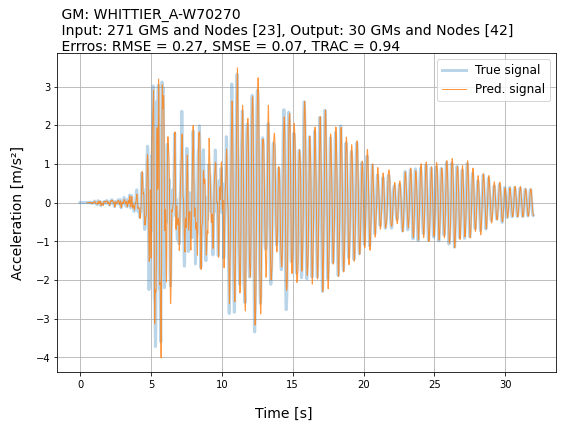 GM: WHITTIER_A-W70270
Input: 271 GMs and Nodes [23], Output: 30 GMs and Nodes [42]
Errros: RMSE = 0.27, SMSE = 0.07, TRAC = 0.94
True signal
Pred. signal
Acceleration [m/s²]
3
2
1
0
−1
−2
−3
−4
0 5 10 15 20 25 30
Time [s]